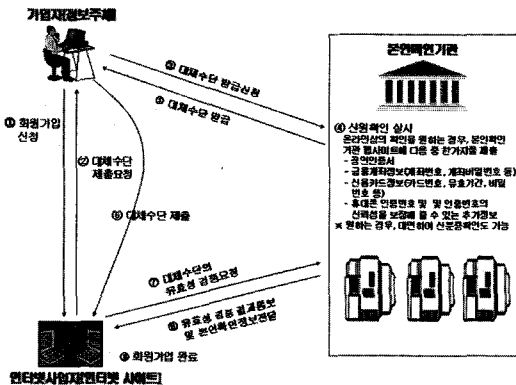 가입자(정보주체)
본인확인기관
③ 대체수단 발급신청
⑤ 대체수단 발급
① 회원가입
신청
② 대체수단
제출요청
⑥ 대체수단 제출
④ 신원확인 실시
온라인상의 확인을 원하는 경우, 본인확인
기관 웹사이트에 다음 중 한가지를 제출
- 공인인증서
- 금융계좌정보(계좌번호, 계좌비밀번호 등)
- 신용카드정보(카드번호, 유효기간, 비밀
번호 등)
- 휴대폰 인증번호 및 및 인증번호의
신뢰성을 보장해 줄 수 있는 추가정보
※ 원하는 경우, 대면하여 신분증확인도 가능
⑦ 대체수단의
유효성 검증요청
⑧ 유효성 검증 결과통보
및 본인확인정보전달
⑨ 회원가입 완료
인터넷사업자[인터넷 사이트]